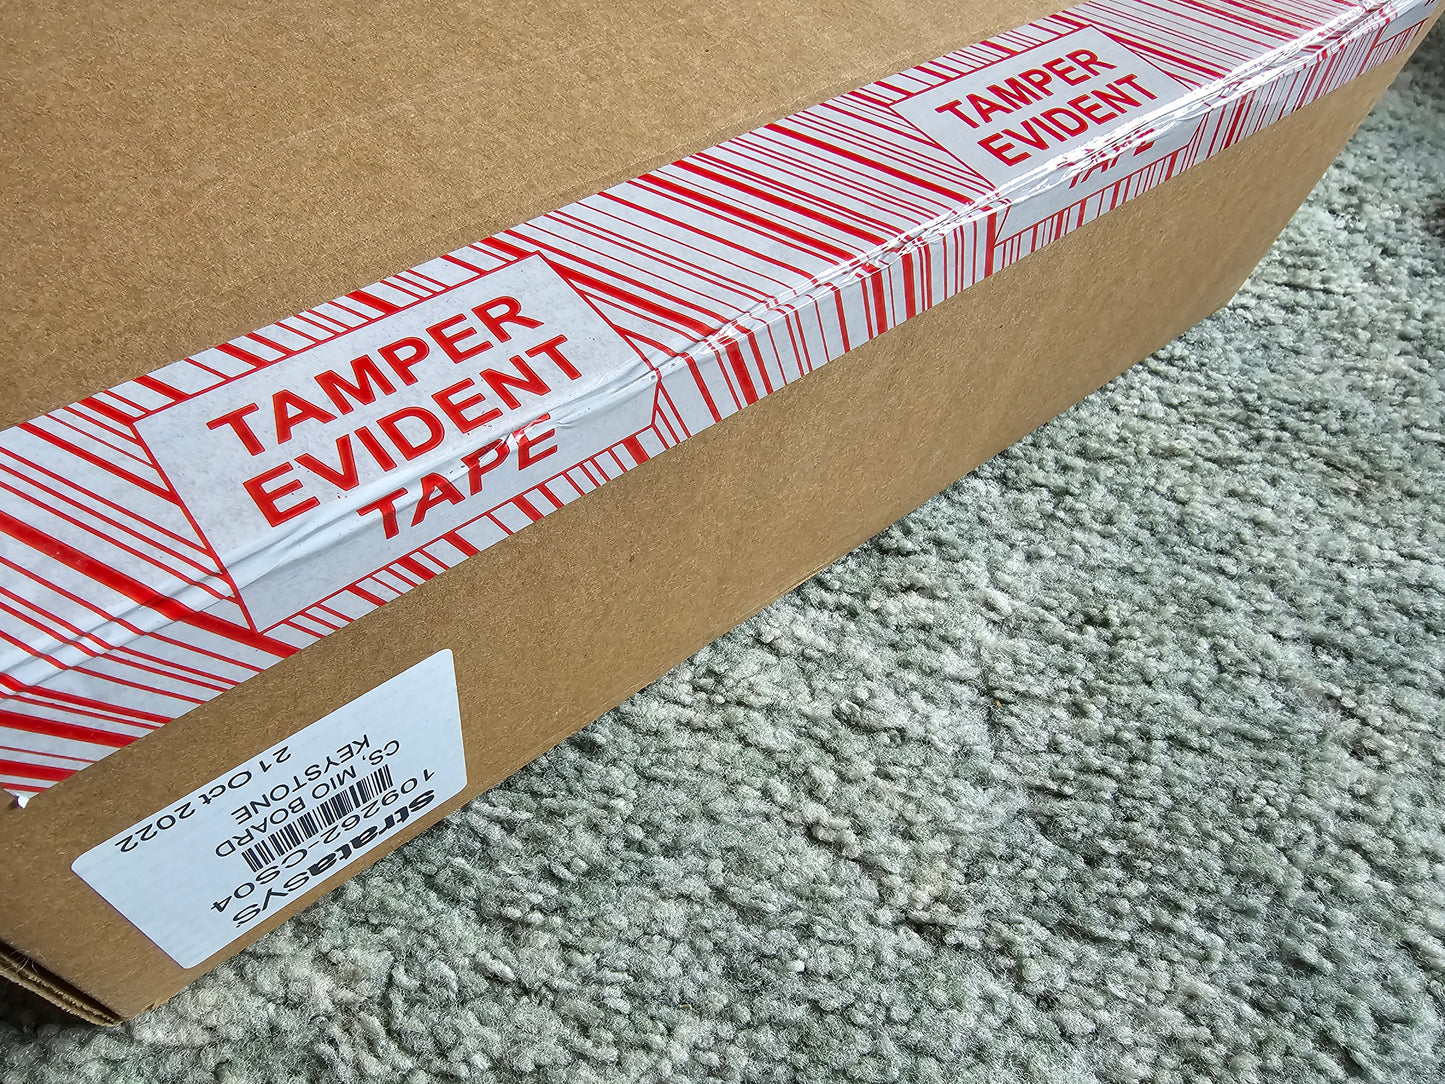 TAMPER
EVIDENT
TAPE
TAMPER
EVIDENT
TAPE
stratasys
109262-CS04
CS, MIO BOARD
KEYSTONE
21 Oct 2022